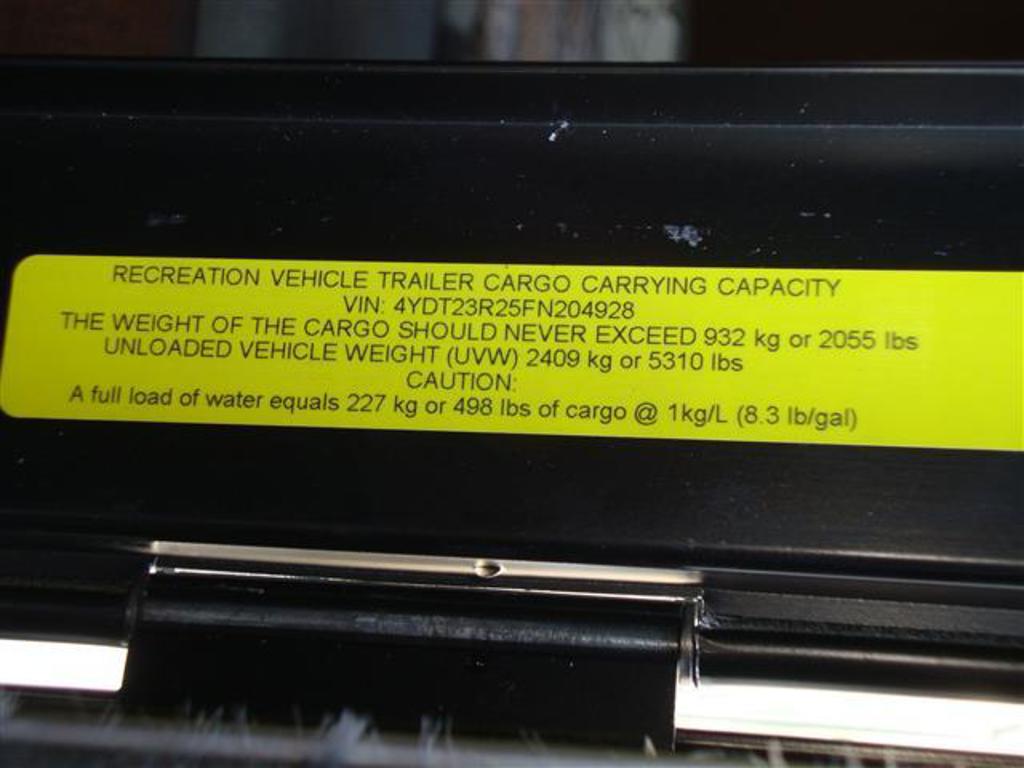 RECREATION VEHICLE TRAILER CARGO CARRYING CAPACITY
VIN: 4YDT23R25FN204928
THE WEIGHT OF THE CARGO SHOULD NEVER EXCEED 932 kg or 2055 lbs
UNLOADED VEHICLE WEIGHT (UVW) 2409 kg or 5310 lbs
CAUTION:
A full load of water equals 227 kg or 498 lbs of cargo @ 1kg/L (8.3 lb/gal)